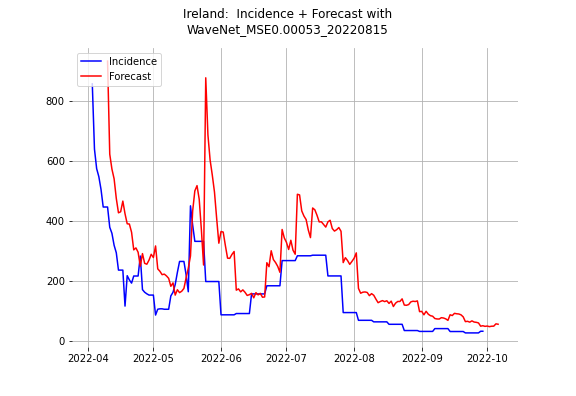 Ireland:  Incidence + Forecast with
WaveNet_MSE0.00053_20220815
Incidence
Forecast
800
600
400
200
0
2022-04 2022-05 2022-06 2022-07 2022-08 2022-09 2022-10